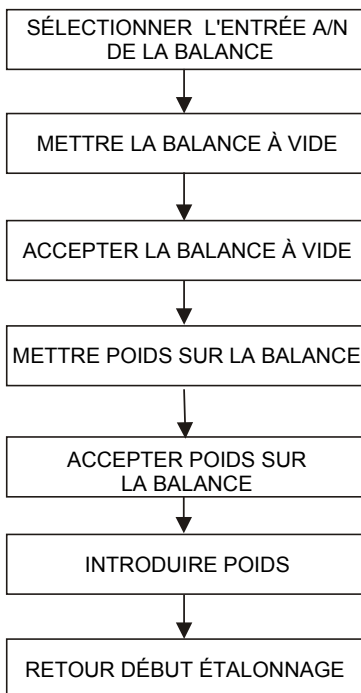 SÉLECTIONNER L'ENTRÉE A/N
DE LA BALANCE
METTRE LA BALANCE À VIDE
ACCEPTER LA BALANCE À VIDE
METTRE POIDS SUR LA BALANCE
ACCEPTER POIDS SUR
LA BALANCE
INTRODUIRE POIDS
RETOUR DÉBUT ÉTALONNAGE